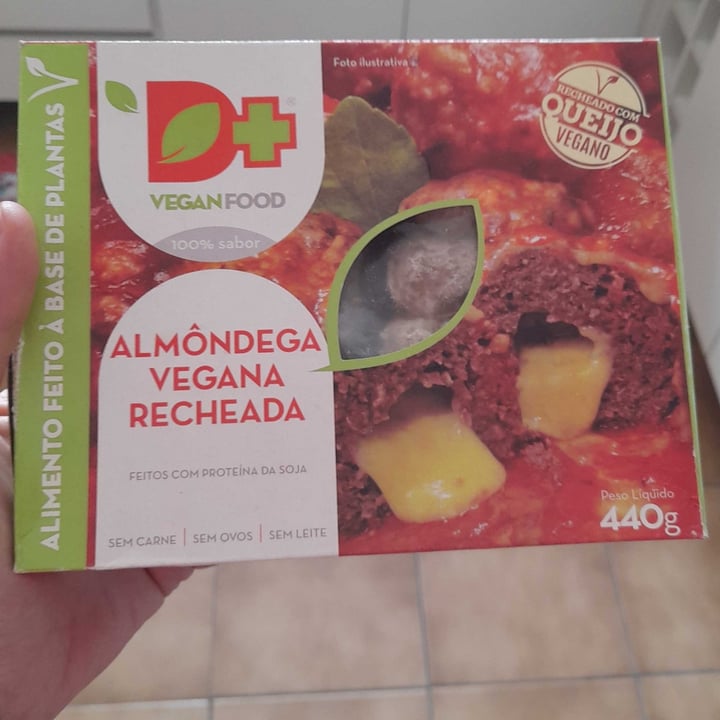 ALIMENTO FEITO À BASE DE PLANTAS
D+®
VEGAN FOOD
100% sabor
Foto ilustrativa
RECHEADO COM
QUEIJO
VEGANO
ALMÔNDEGA
VEGANA
RECHEADA
FEITOS COM PROTEÍNA DA SOJA
SEM CARNE | SEM OVOS | SEM LEITE
Peso Líquido
440g